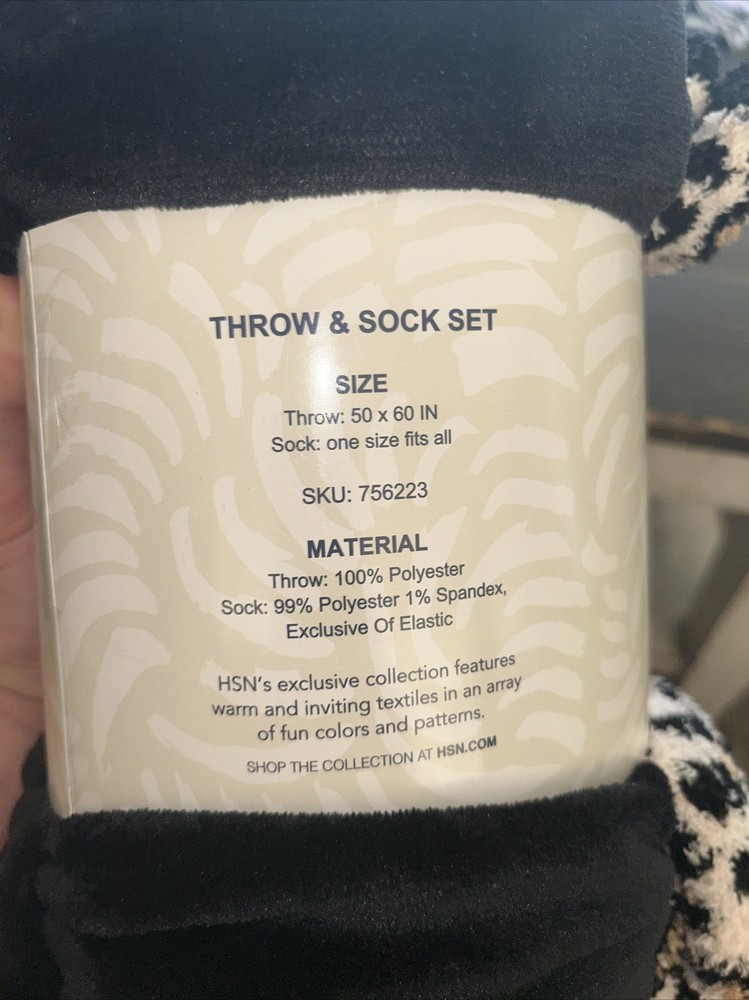 THROW & SOCK SET
SIZE
Throw: 50 x 60 IN
Sock: one size fits all
SKU: 756223
MATERIAL
Throw: 100% Polyester
Sock: 99% Polyester 1% Spandex,
Exclusive Of Elastic
HSN's exclusive collection features
warm and inviting textiles in an array
of fun colors and patterns.
SHOP THE COLLECTION AT HSN.COM